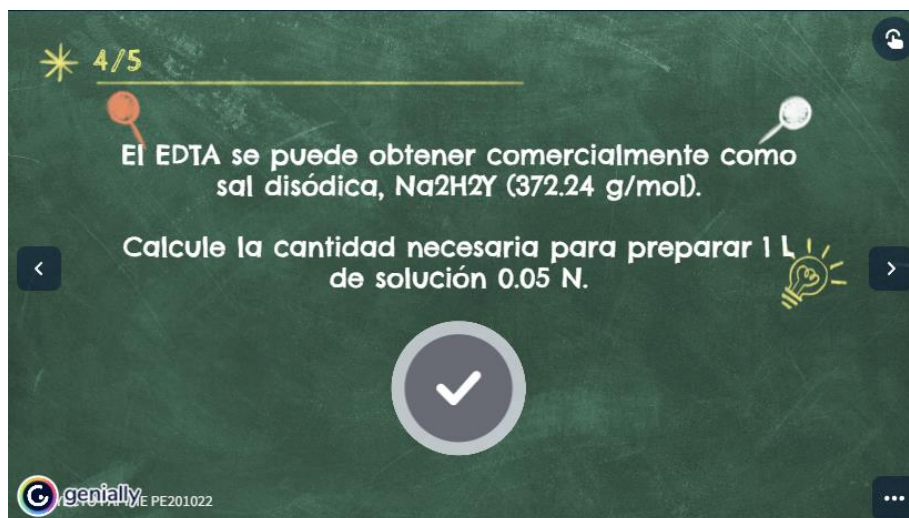 4/5
El EDTA se puede obtener comercialmente como
sal disódica, Na2H2Y (372.24 g/mol).
Calcule la cantidad necesaria para preparar 1 L
de solución 0.05 N.
genially
PE201022